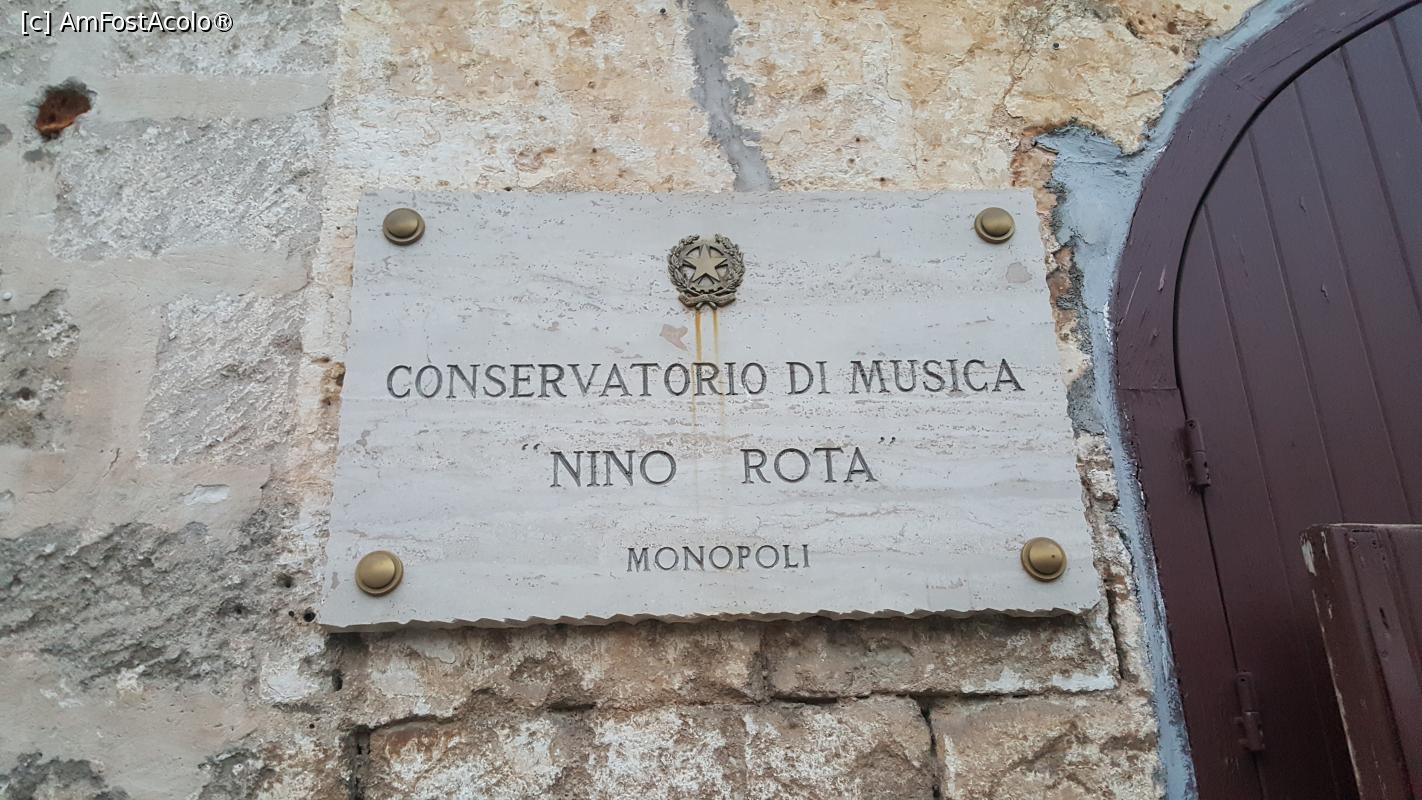 [c] AmFostAcolo®
CONSERVATORIO DI MUSICA
“NINO ROTA”
MONOPOLI